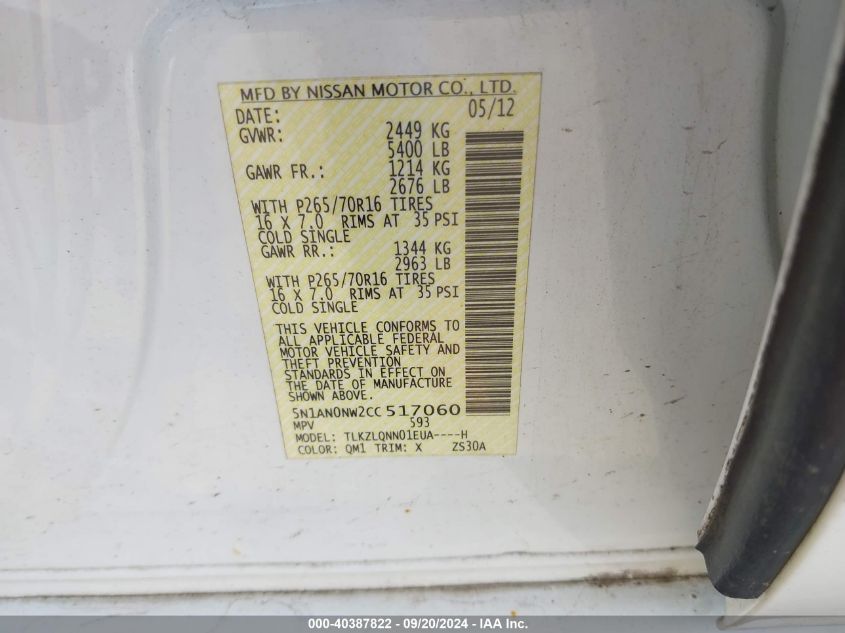 MFD BY NISSAN MOTOR CO., LTD.
DATE: 05/12
GVWR: 2449 KG
5400 LB
GAWR FR.: 1214 KG
2676 LB
WITH P265/70R16 TIRES
16 X 7.0 RIMS AT 35 PSI
COLD SINGLE
GAWR RR.: 1344 KG
2963 LB
WITH P265/70R16 TIRES
16 X 7.0 RIMS AT 35 PSI
COLD SINGLE
THIS VEHICLE CONFORMS TO
ALL APPLICABLE FEDERAL
MOTOR VEHICLE SAFETY AND
THEFT PREVENTION
STANDARDS IN EFFECT ON
THE DATE OF MANUFACTURE
SHOWN ABOVE.
5N1AN0NW2CC517060
MPV 593
MODEL: TLKZLQNN01EUA----H
COLOR: QM1 TRIM: X ZS30A
000-40387822 - 09/20/2024 - IAA Inc.